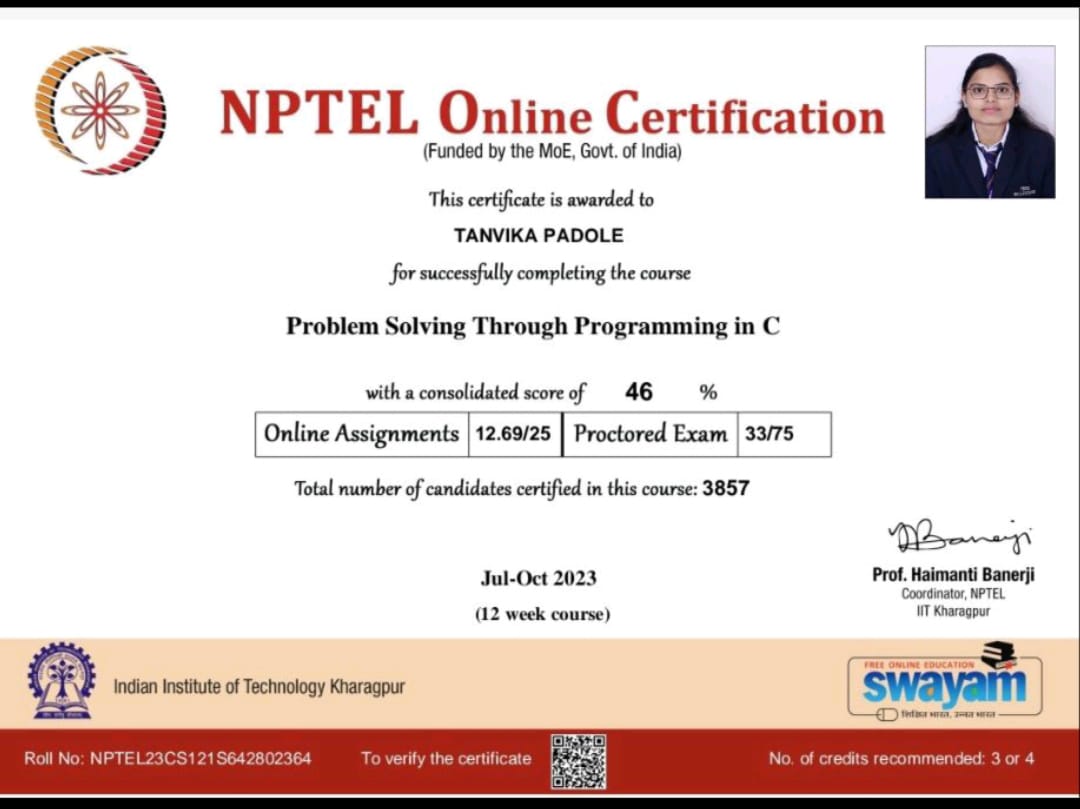 NPTEL Online Certification
(Funded by the MoE, Govt. of India)
This certificate is awarded to
TANVIKA PADOLE
for successfully completing the course
Problem Solving Through Programming in C
with a consolidated score of 46 %
Online Assignments 12.69/25 Proctored Exam 33/75
Total number of candidates certified in this course: 3857
Jul-Oct 2023
(12 week course)
Banerji
Prof. Haimanti Banerji
Coordinator, NPTEL
IIT Kharagpur
Indian Institute of Technology Kharagpur
FREE ONLINE EDUCATION
swayam
शिक्षित भारत, उन्नत भारत
Roll No: NPTEL23CS121S642802364 To verify the certificate No. of credits recommended: 3 or 4